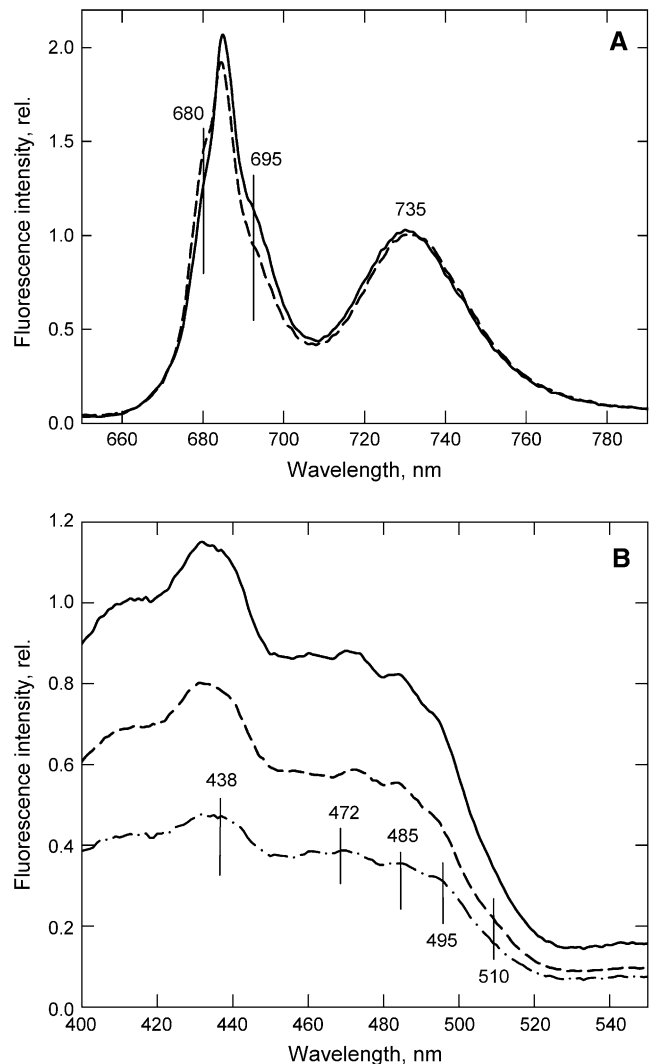 A
2.0
680
695
735
1.5
1.0
0.5
0.0
Fluorescence intensity, rel.
660 680 700 720 740 760 780
Wavelength, nm
B
1.2
1.0
0.8
0.6
0.4
0.2
0.0
Fluorescence intensity, rel.
438
472
485
495
510
400 420 440 460 480 500 520 540
Wavelength, nm